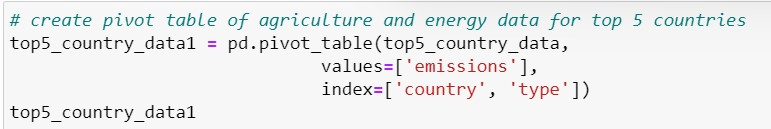 # create pivot table of agriculture and energy data for top 5 countries
top5_country_data1 = pd.pivot_table(top5_country_data,
                               values=['emissions'],
                               index=['country', 'type'])
top5_country_data1